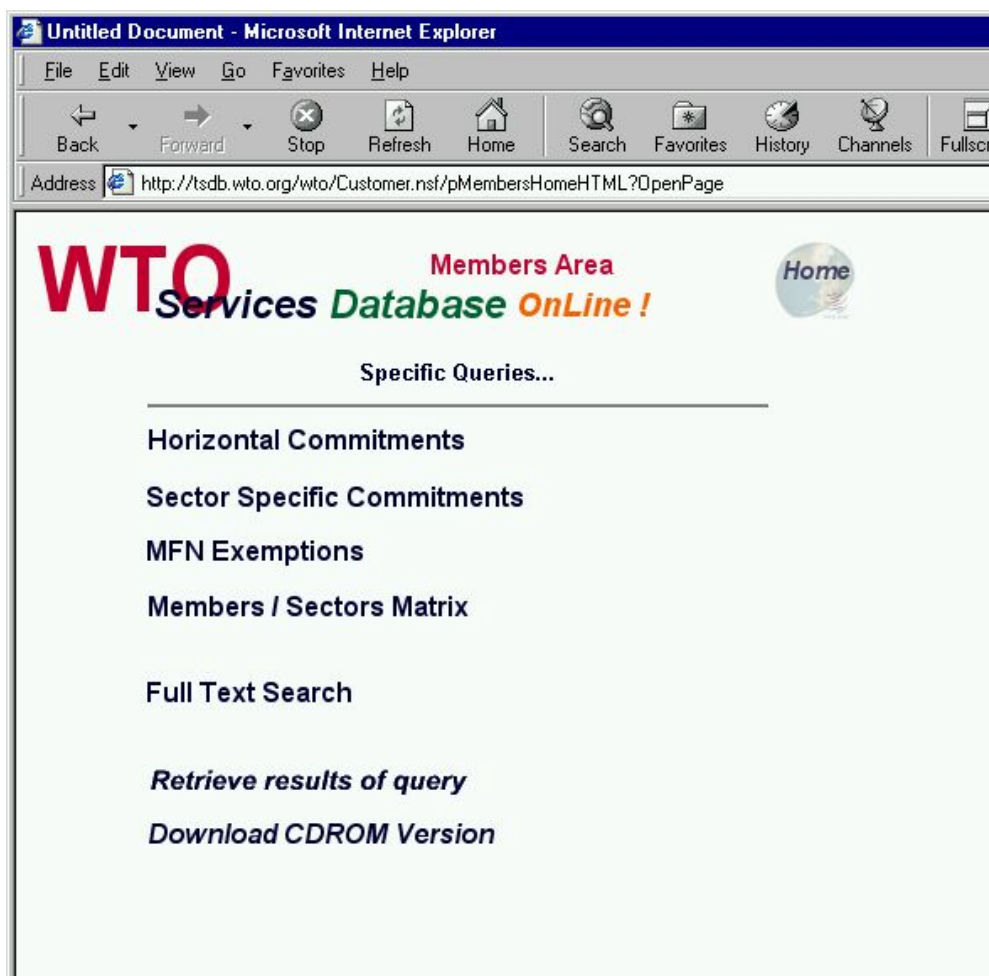 Untitled Document - Microsoft Internet Explorer
File Edit View Go Favorites Help
Back Forward Stop Refresh Home Search Favorites History Channels Fullscr
Address http://tsdb.wto.org/wto/Customer.nsf/pMembersHomeHTML?OpenPage
WTO Members Area Home
Services Database OnLine !
Specific Queries...
Horizontal Commitments
Sector Specific Commitments
MFN Exemptions
Members / Sectors Matrix
Full Text Search
Retrieve results of query
Download CDROM Version